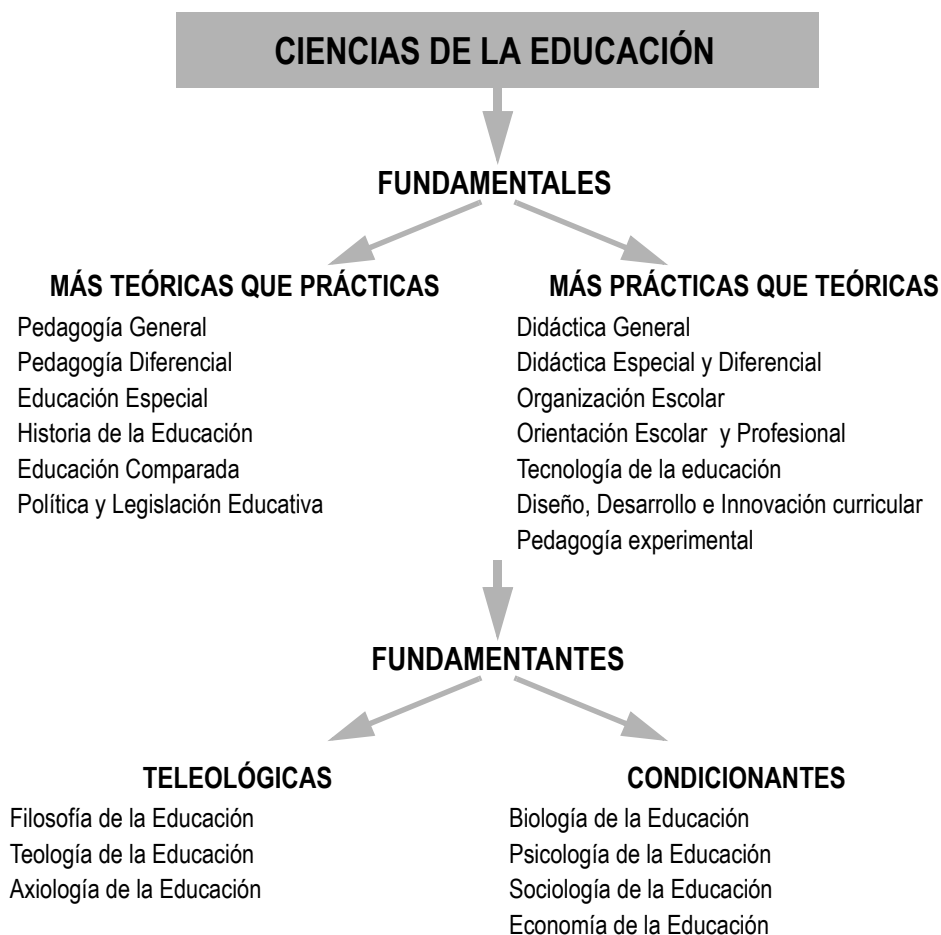 CIENCIAS DE LA EDUCACIÓN
FUNDAMENTALES
MÁS TEÓRICAS QUE PRÁCTICAS
Pedagogía General
Pedagogía Diferencial
Educación Especial
Historia de la Educación
Educación Comparada
Política y Legislación Educativa
MÁS PRÁCTICAS QUE TEÓRICAS
Didáctica General
Didáctica Especial y Diferencial
Organización Escolar
Orientación Escolar  y Profesional
Tecnología de la educación
Diseño, Desarrollo e Innovación curricular
Pedagogía experimental
FUNDAMENTANTES
TELEOLÓGICAS
Filosofía de la Educación
Teología de la Educación
Axiología de la Educación
CONDICIONANTES
Biología de la Educación
Psicología de la Educación
Sociología de la Educación
Economía de la Educación